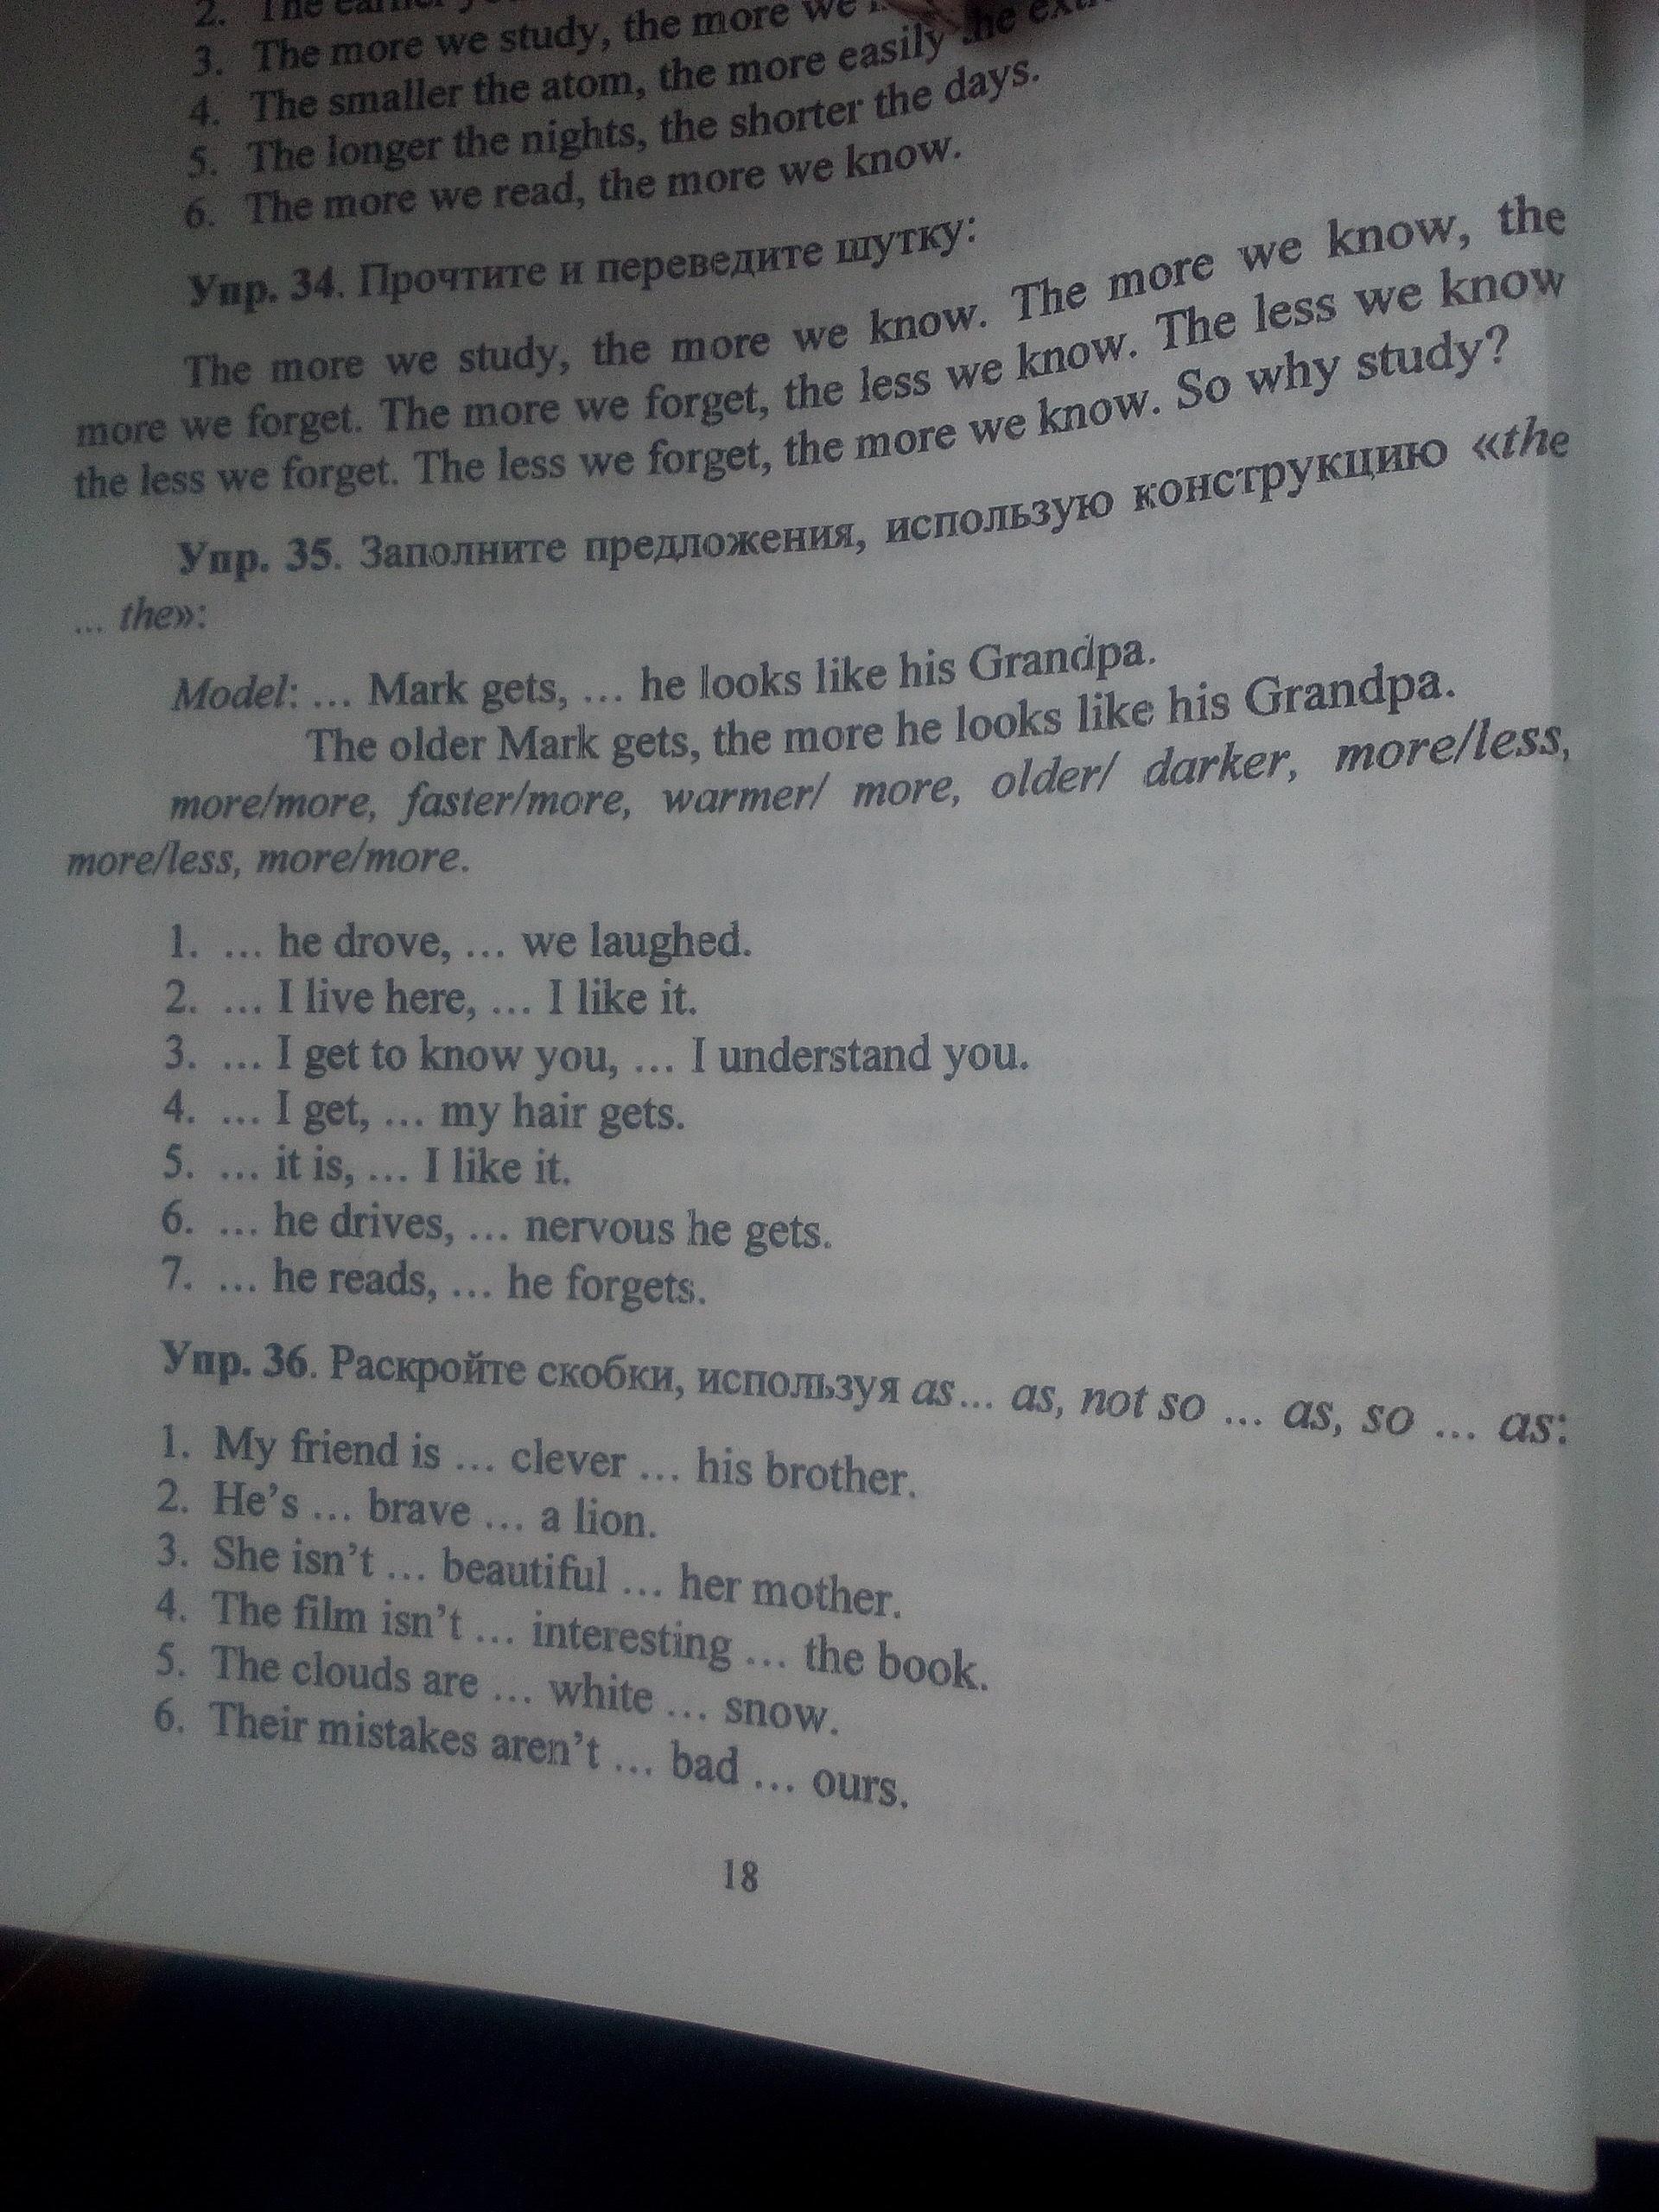 2. The earlier
3. The more we study, the more we
4. The smaller the atom, the more easily the
5. The longer the nights, the shorter the days.
6. The more we read, the more we know.
Упр. 34. Прочтите и переведите шутку:
The more we study, the more we know. The more we know, the
more we forget. The more we forget, the less we know. The less we know
the less we forget. The less we forget, the more we know. So why study?
Упр. 35. Заполните предложения, использую конструкцию «the
... the»:
Model: ... Mark gets, ... he looks like his Grandpa.
The older Mark gets, the more he looks like his Grandpa.
more/more, faster/more, warmer/ more, older/ darker, more/less,
more/less, more/more.
1. ... he drove, ... we laughed.
2. ... I live here, ... I like it.
3. ... I get to know you, ... I understand you.
4. ... I get, ... my hair gets.
5. ... it is, ... I like it.
6. ... he drives, ... nervous he gets.
7. ... he reads, ... he forgets.
Упр. 36. Раскройте скобки, используя as... as, not so ... as, so ... as:
1. My friend is ... clever ... his brother.
2. He's ... brave ... a lion.
3. She isn't ... beautiful ... her mother.
4. The film isn't ... interesting ... the book.
5. The clouds are ... white ... snow.
6. Their mistakes aren't ... bad ... ours.
18